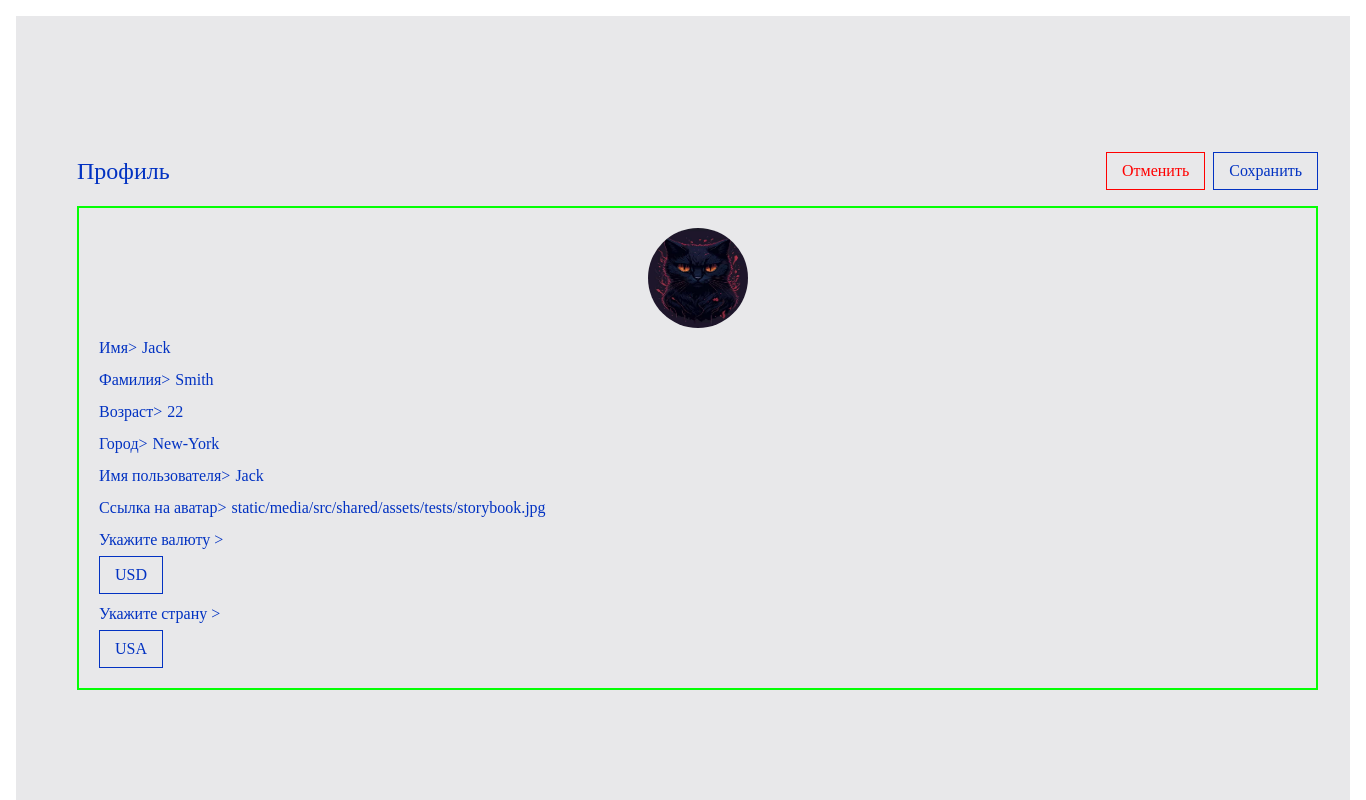 Профиль
Отменить
Сохранить
Имя> Jack
Фамилия> Smith
Возраст> 22
Город> New-York
Имя пользователя> Jack
Ссылка на аватар> static/media/src/shared/assets/tests/storybook.jpg
Укажите валюту >
USD
Укажите страну >
USA